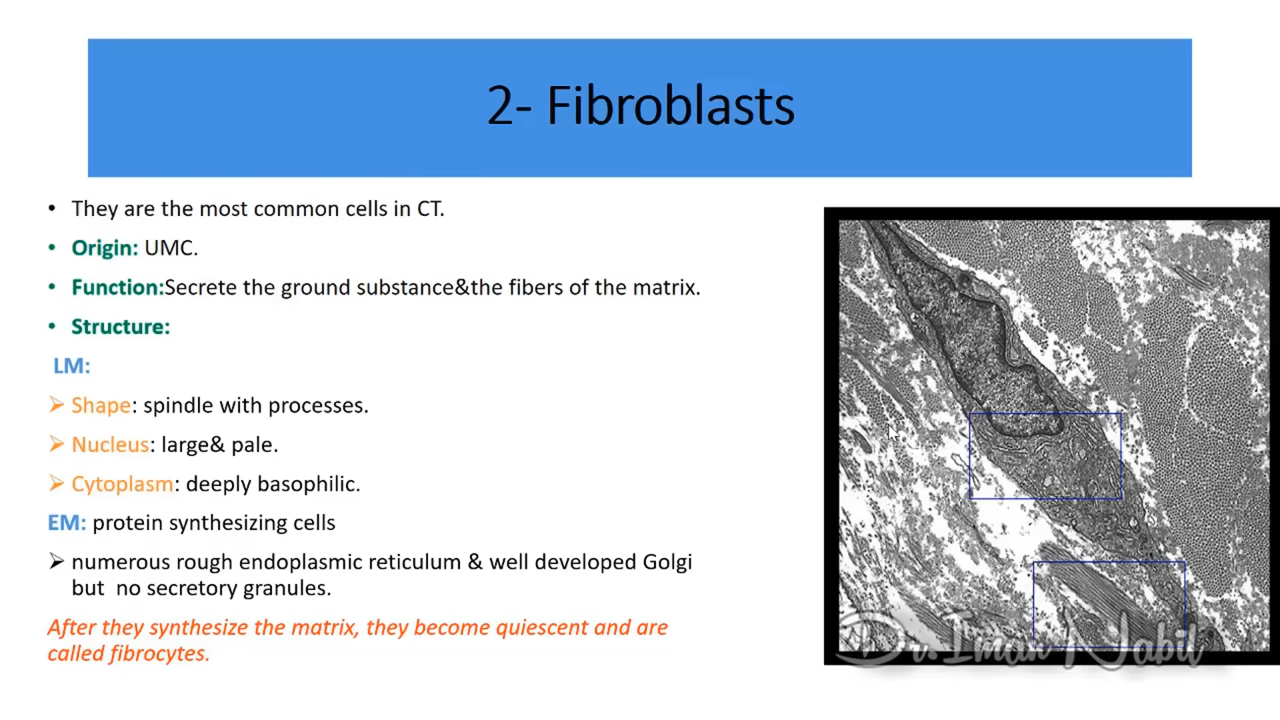 2- Fibroblasts
• They are the most common cells in CT.
• Origin: UMC.
• Function:Secrete the ground substance&the fibers of the matrix.
• Structure:
LM:
➢ Shape: spindle with processes.
➢ Nucleus: large& pale.
➢ Cytoplasm: deeply basophilic.
EM: protein synthesizing cells
➢ numerous rough endoplasmic reticulum & well developed Golgi
but no secretory granules.
After they synthesize the matrix, they become quiescent and are
called fibrocytes.
Dr.Iman Nabil